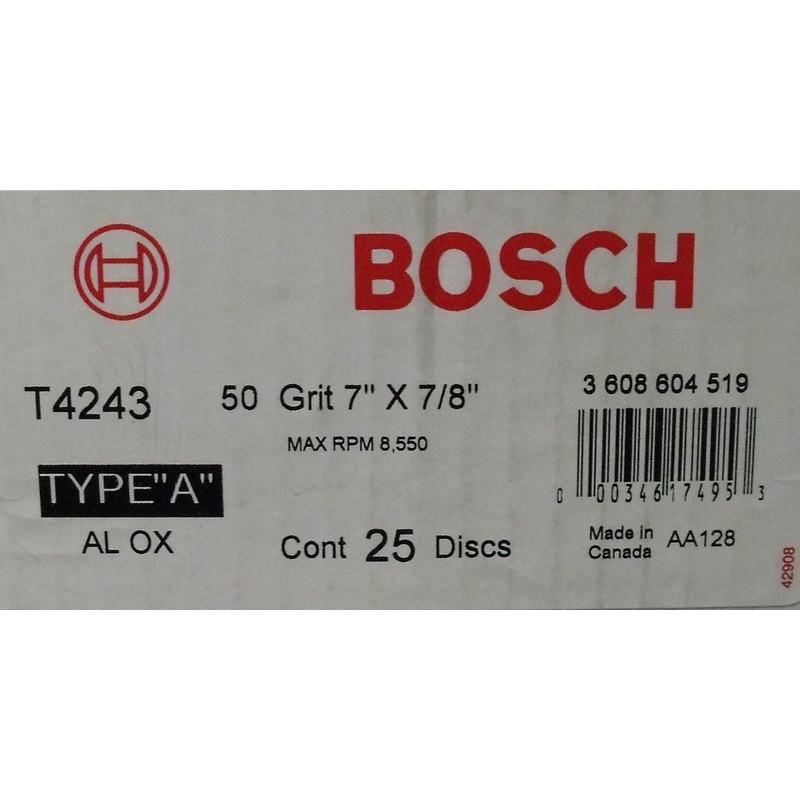 BOSCH
T4243
50 Grit 7" X 7/8"
MAX RPM 8,550
TYPE"A"
AL OX
Cont 25 Discs
3 608 604 519
0 00346 17495 3
Made in
Canada
AA128
42908